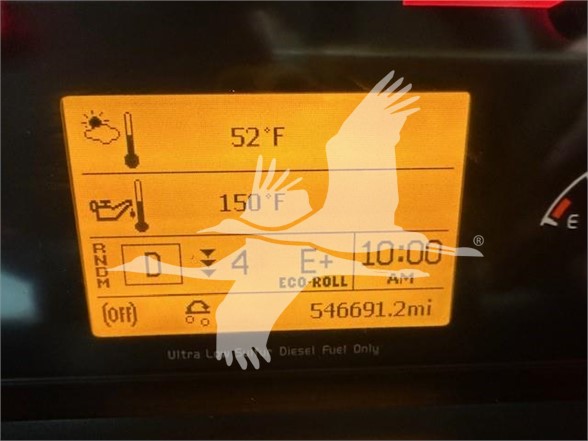 52°F
150°F
RNDM D 4 E+ 10:00
ECO-ROLL AM
(Off) 546691.2mi
Ultra Low Sulfur Diesel Fuel Only
E
®